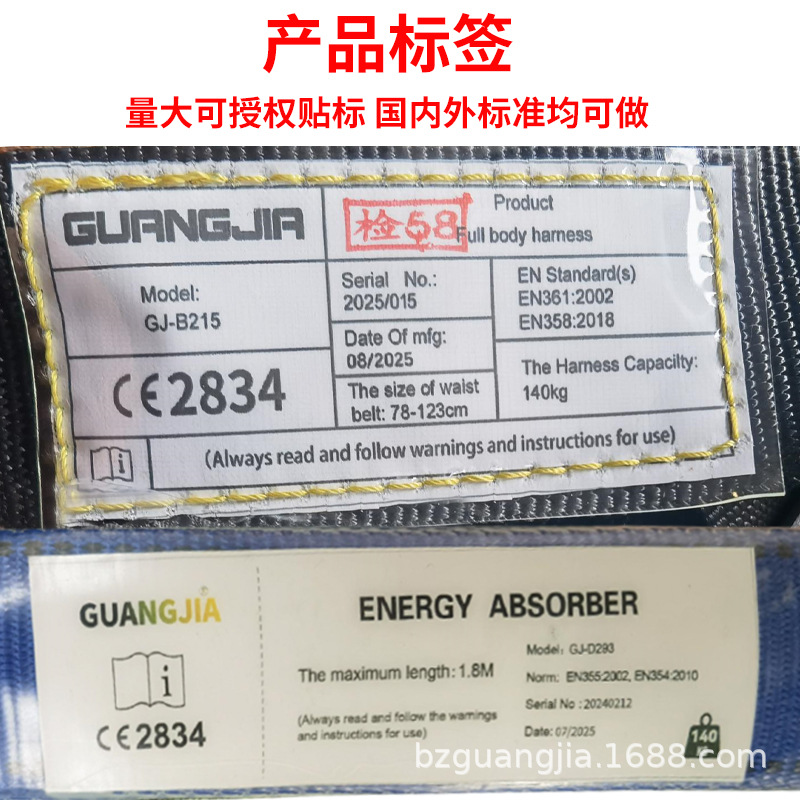 产品标签
量大可授权贴标 国内外标准均可做
GUANGJIA
检58
Product
Full body harness
Model:
GJ-B215
Serial No.:
2025/015
EN Standard(s)
EN361:2002
EN358:2018
Date Of mfg:
08/2025
CE2834
The size of waist
belt: 78-123cm
The Harness Capacilty:
140kg
i
(Always read and follow warnings and instructions for use)
GUANGJIA
ENERGY ABSORBER
i
CE2834
The maximum length: 1.8M
(Always read and follow the warnings
and instructions for use)
Model: GJ-D293
Norm: EN355:2002, EN354:2010
Serial No :20240212
Date: 07/2025
140
bzguangjia.1688.com